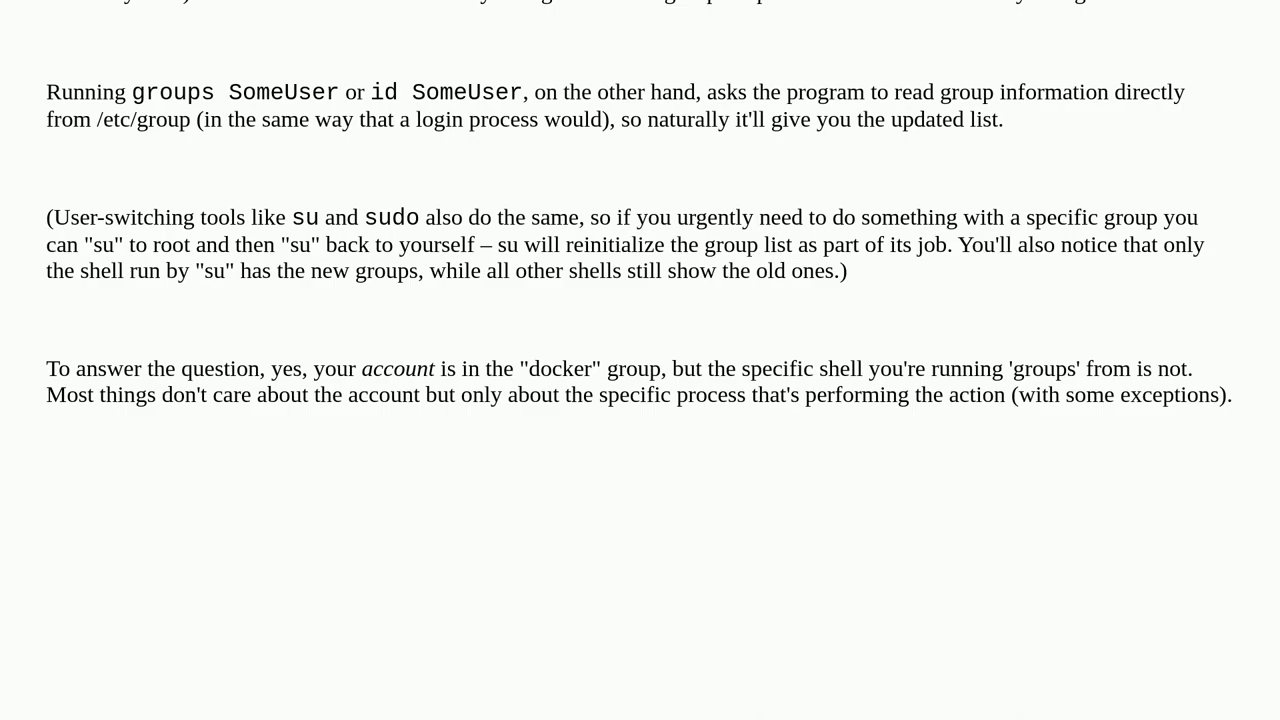 Running groups SomeUser or id SomeUser, on the other hand, asks the program to read group information directly
from /etc/group (in the same way that a login process would), so naturally it'll give you the updated list.
(User-switching tools like su and sudo also do the same, so if you urgently need to do something with a specific group you
can "su" to root and then "su" back to yourself – su will reinitialize the group list as part of its job. You'll also notice that only
the shell run by "su" has the new groups, while all other shells still show the old ones.)
To answer the question, yes, your account is in the "docker" group, but the specific shell you're running 'groups' from is not.
Most things don't care about the account but only about the specific process that's performing the action (with some exceptions).